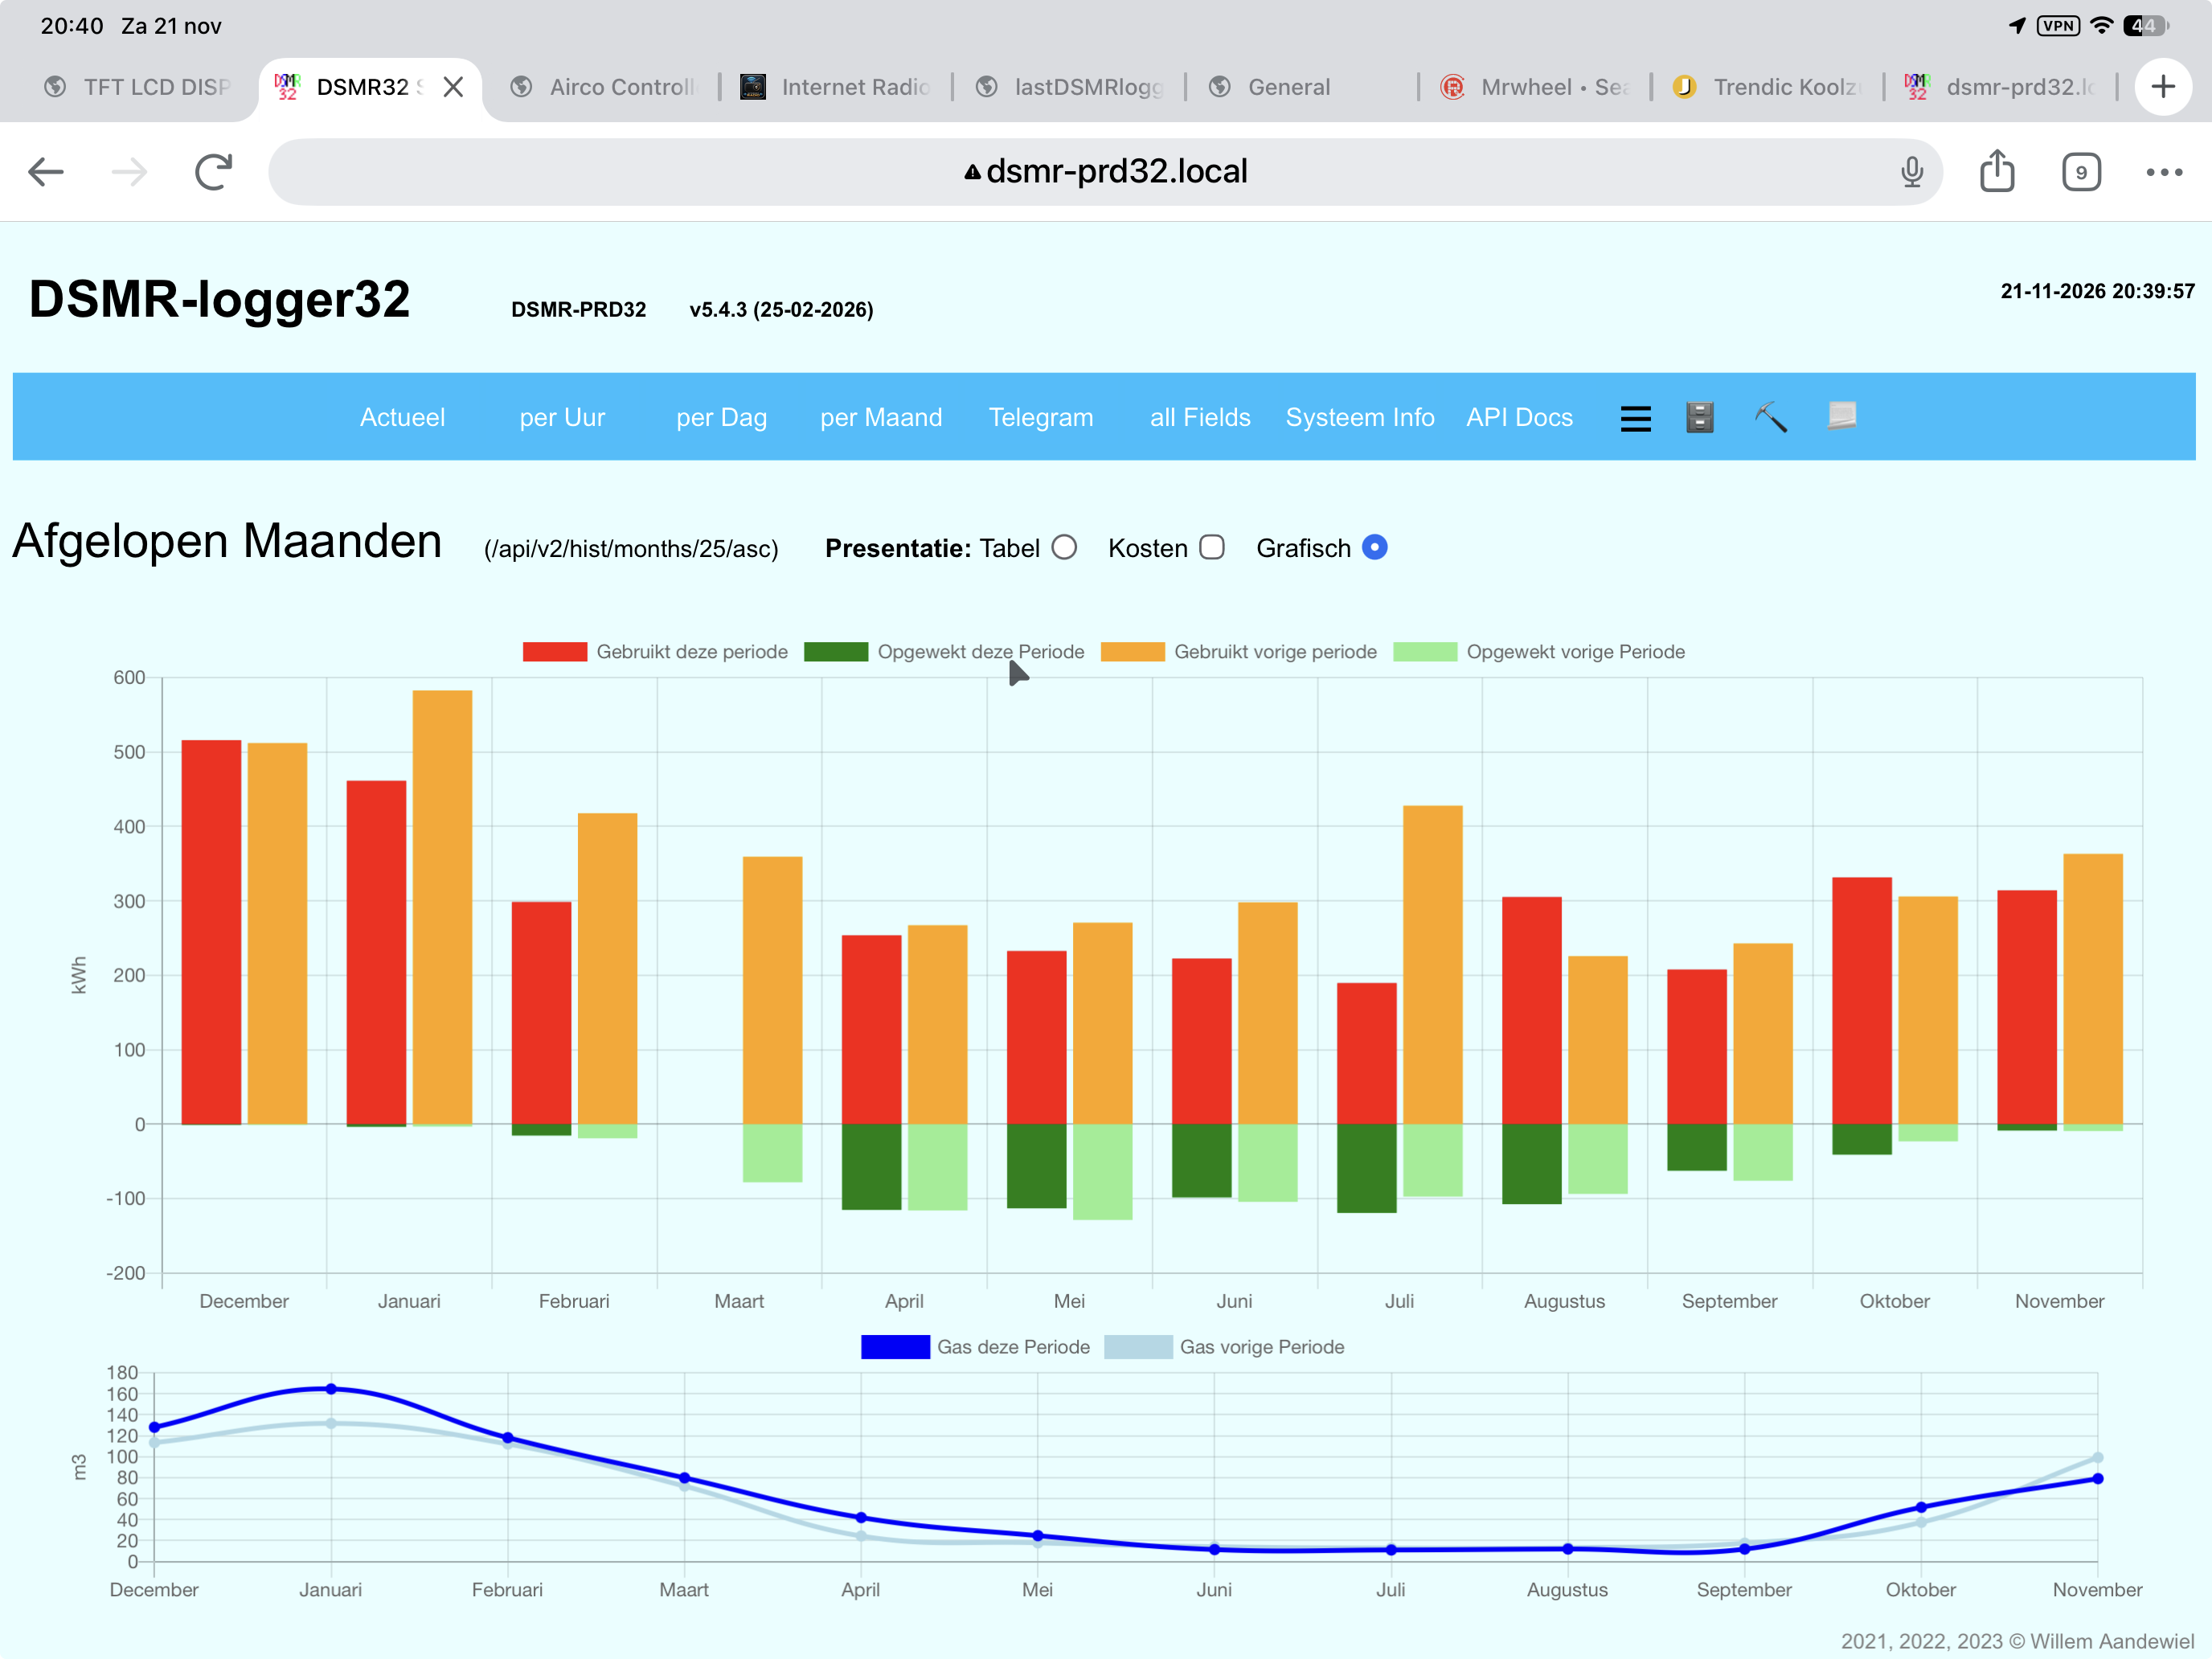 20:40 Za 21 nov VPN 44
TFT LCD DISP DSMR32 Airco Controll Internet Radio lastDSMRlogg General Mrwheel • Sea Trendic Koolz dsmr-prd32.lo
dsmr-prd32.local 9
DSMR-logger32 DSMR-PRD32 v5.4.3 (25-02-2026) 21-11-2026 20:39:57
Actueel per Uur per Dag per Maand Telegram all Fields Systeem Info API Docs
Afgelopen Maanden (/api/v2/hist/months/25/asc) Presentatie: Tabel Kosten Grafisch
Gebruikt deze periode Opgewekt deze Periode Gebruikt vorige periode Opgewekt vorige Periode
600
500
400
300
200
100
0
-100
-200
kWh
December Januari Februari Maart April Mei Juni Juli Augustus September Oktober November
Gas deze Periode Gas vorige Periode
180
160
140
120
100
80
60
40
20
0
m3
December Januari Februari Maart April Mei Juni Juli Augustus September Oktober November
2021, 2022, 2023 © Willem Aandewiel